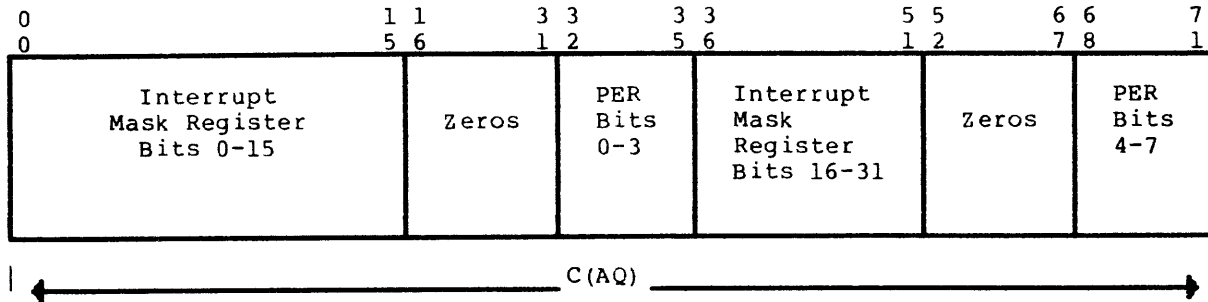 0 1 1 3 3 3 3 5 5 6 6 7
0 5 6 1 2 5 6 1 2 7 8 1
Interrupt PER Interrupt PER
Mask Register Zeros Bits Mask Zeros Bits
Bits 0-15 0-3 Register 4-7
Bits 16-31
C(AQ)